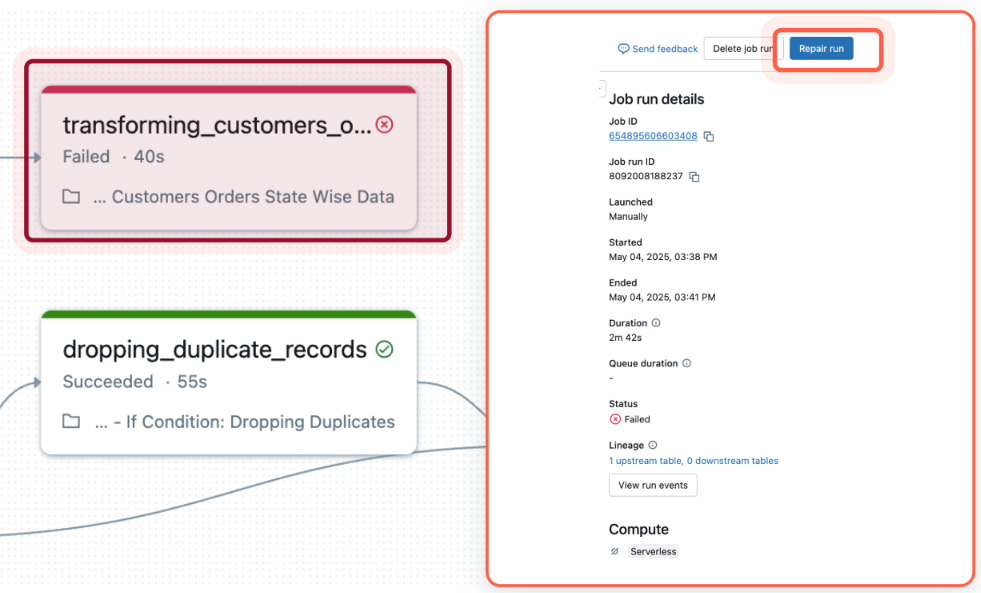 transforming_customers_o...
Failed · 40s
... Customers Orders State Wise Data
dropping_duplicate_records
Succeeded · 55s
... - If Condition: Dropping Duplicates
Send feedback
Delete job run
Repair run
Job run details
Job ID
654895606603408
Job run ID
8092008188237
Launched
Manually
Started
May 04, 2025, 03:38 PM
Ended
May 04, 2025, 03:41 PM
Duration
2m 42s
Queue duration
-
Status
Failed
Lineage
1 upstream table, 0 downstream tables
View run events
Compute
Serverless